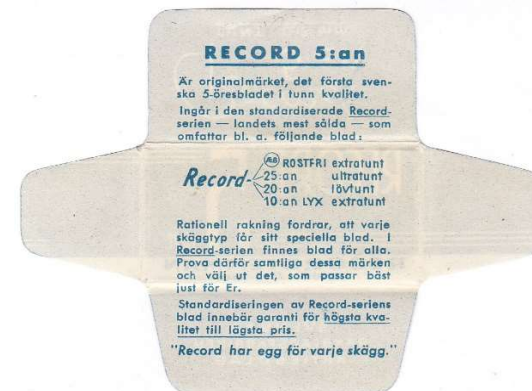 RECORD 5:an
Är originalmärket, det första sven-
ska 5-öresbladet i tunn kvalitet.
Ingår i den standardiserade Record-
serien — landets mest sålda — som
omfattar bl. a. följande blad:
ÆB ROSTFRI extratunt
Record- 25:an ultratunt
20:an lövtunt
10:an LYX extratunt
Rationell rakning fordrar, att varje
skäggtyp får sitt speciella blad. I
Record-serien finnes blad för alla.
Prova därför samtliga dessa märken
och välj ut det, som passar bäst
just för Er.
Standardiseringen av Record-seriens
blad innebär garanti för högsta kva-
litet till lägsta pris.
"Record har egg för varje skägg."